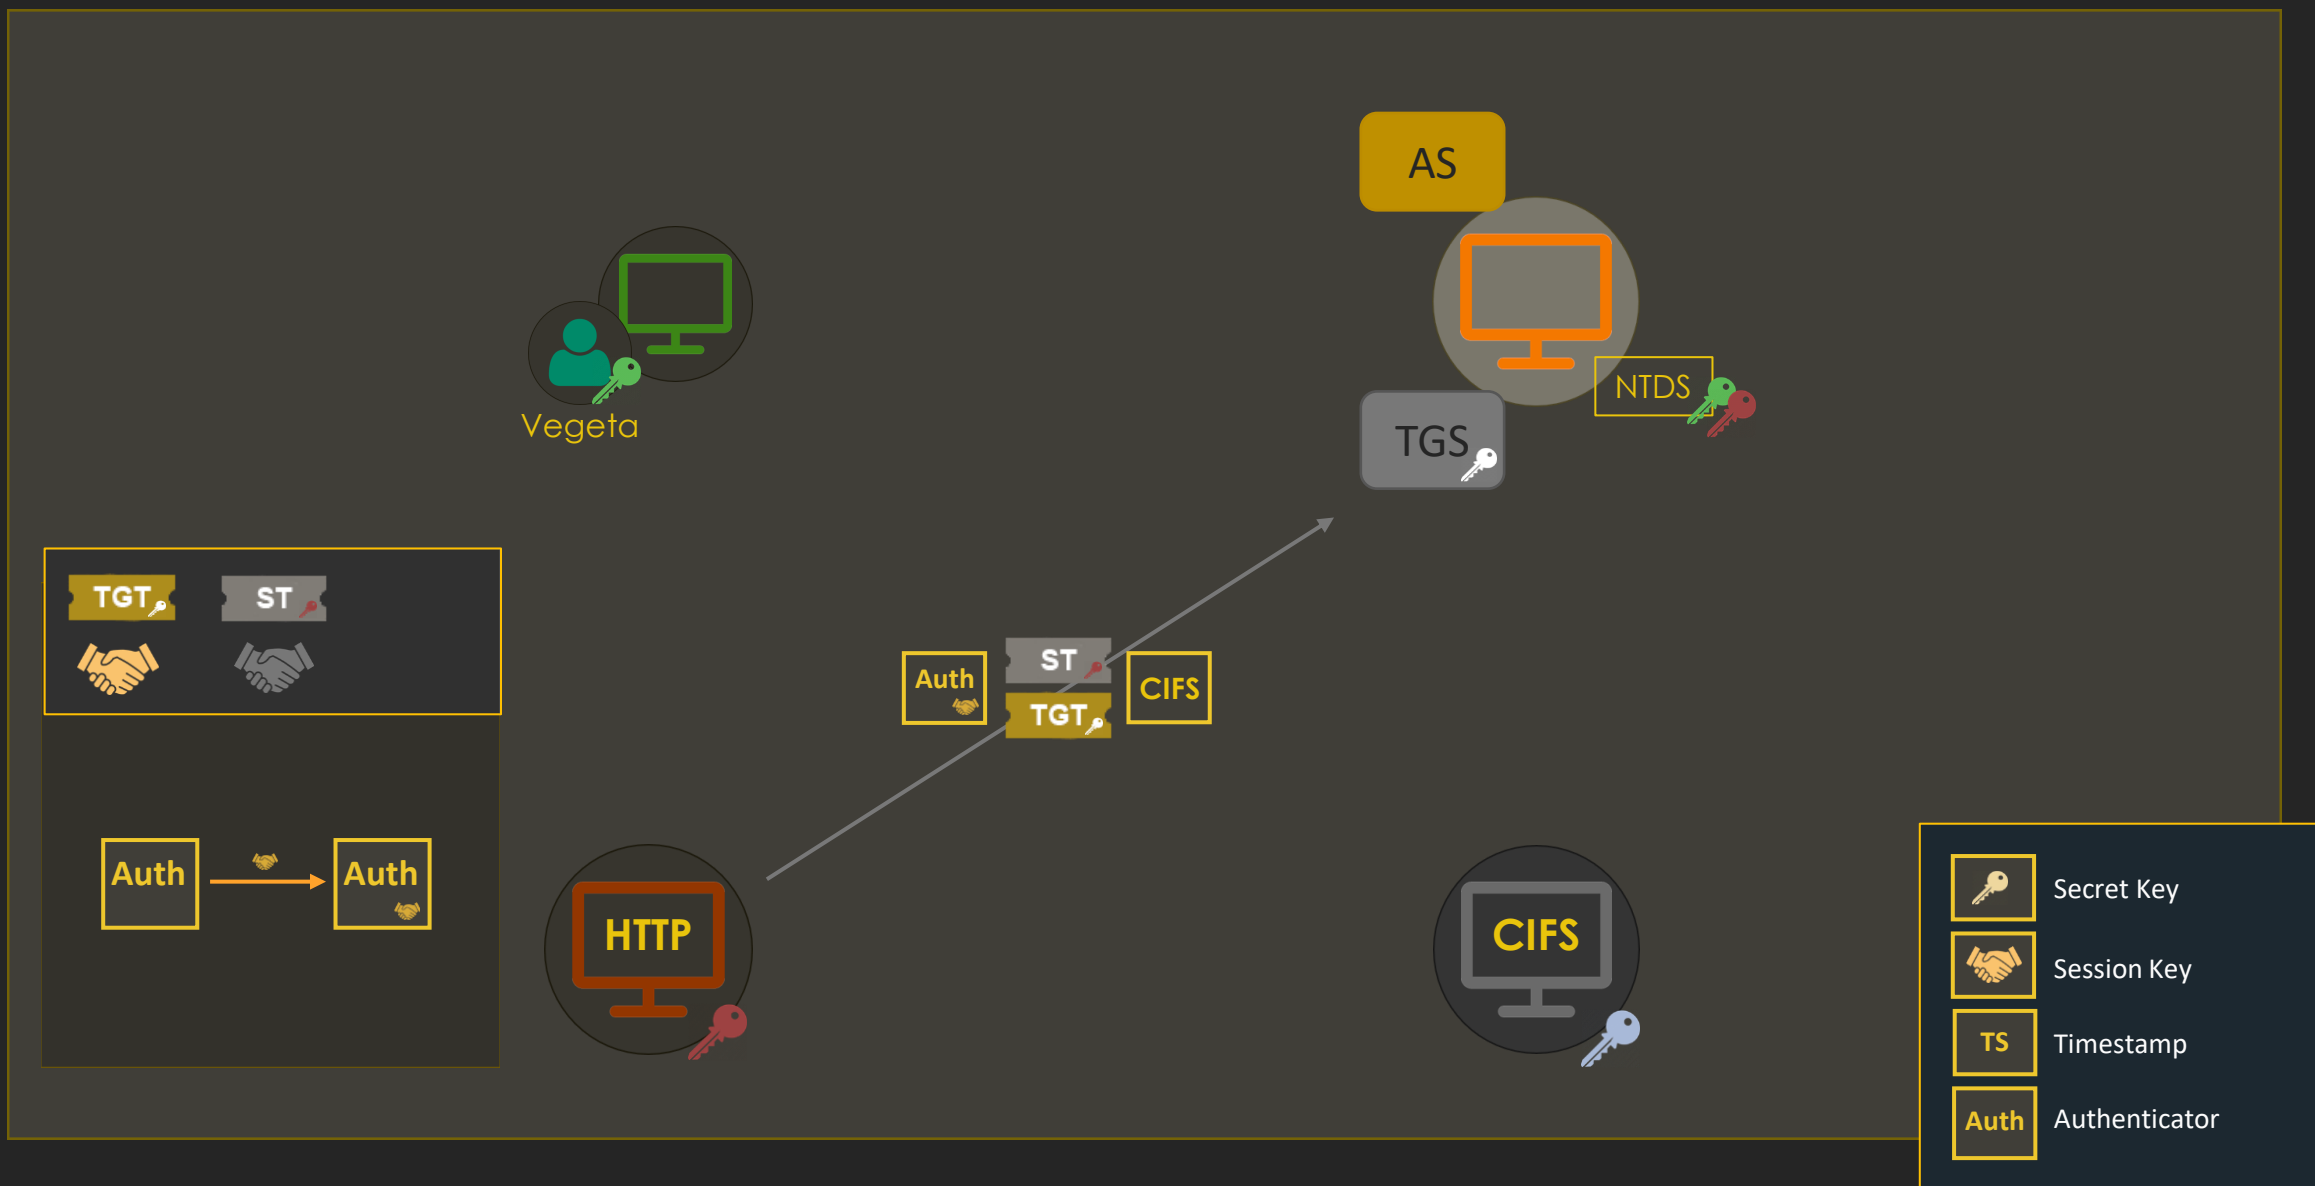 AS
NTDS
Vegeta
TGS
TGT
ST
ST
Auth
CIFS
TGT
Auth
Auth
HTTP
CIFS
Secret Key
Session Key
TS
Timestamp
Auth
Authenticator